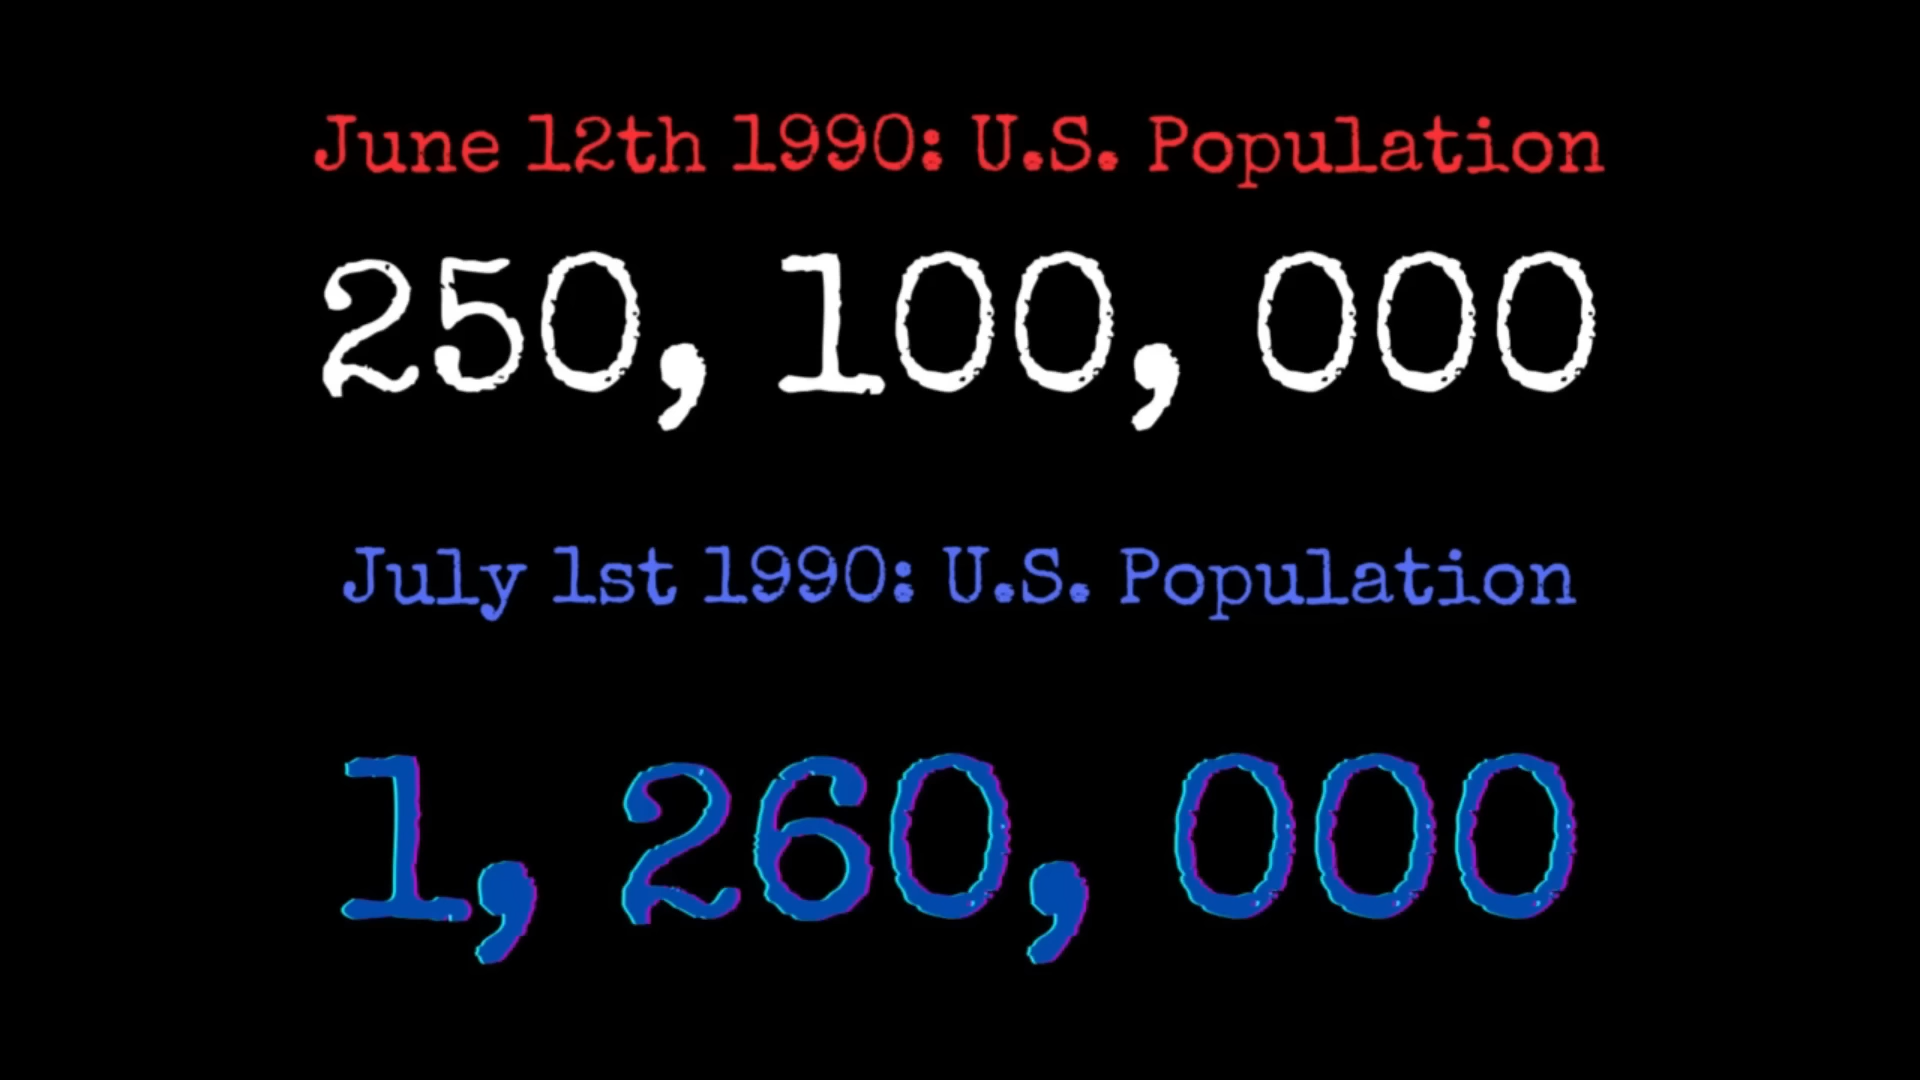 June 12th 1990: U.S. Population
250, 100, 000
July 1st 1990: U.S. Population
1, 260, 000